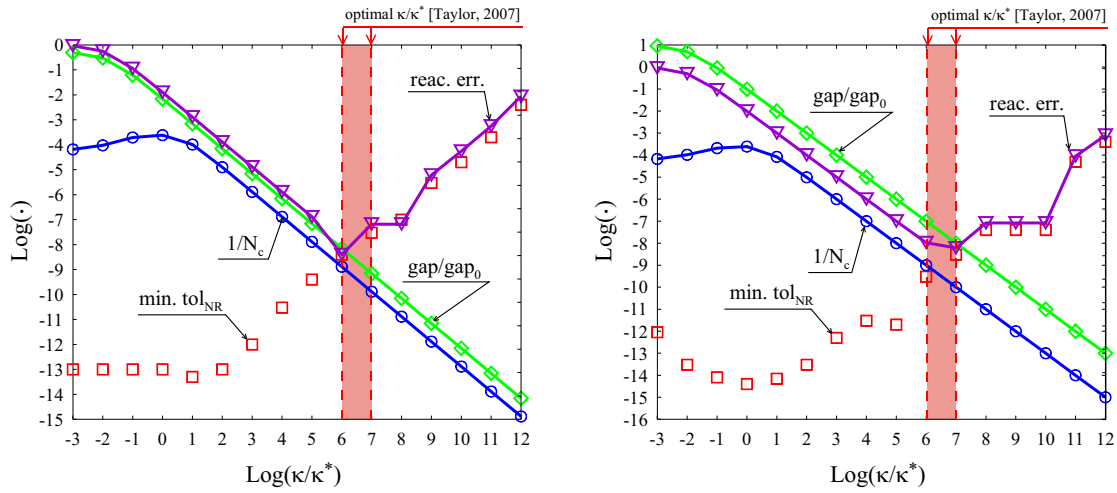 optimal κ/κ* [Taylor, 2007]
0
-1
-2
-3
-4
-5
-6
-7
-8
-9
-10
-11
-12
-13
-14
-15
Log(·)
reac. err.
1/N_c
gap/gap_0
min. tol_NR
-3 -2 -1 0 1 2 3 4 5 6 7 8 9 10 11 12
Log(κ/κ*)
optimal κ/κ* [Taylor, 2007]
1
0
-1
-2
-3
-4
-5
-6
-7
-8
-9
-10
-11
-12
-13
-14
-15
-16
Log(·)
gap/gap_0
reac. err.
1/N_c
min. tol_NR
-3 -2 -1 0 1 2 3 4 5 6 7 8 9 10 11 12
Log(κ/κ*)